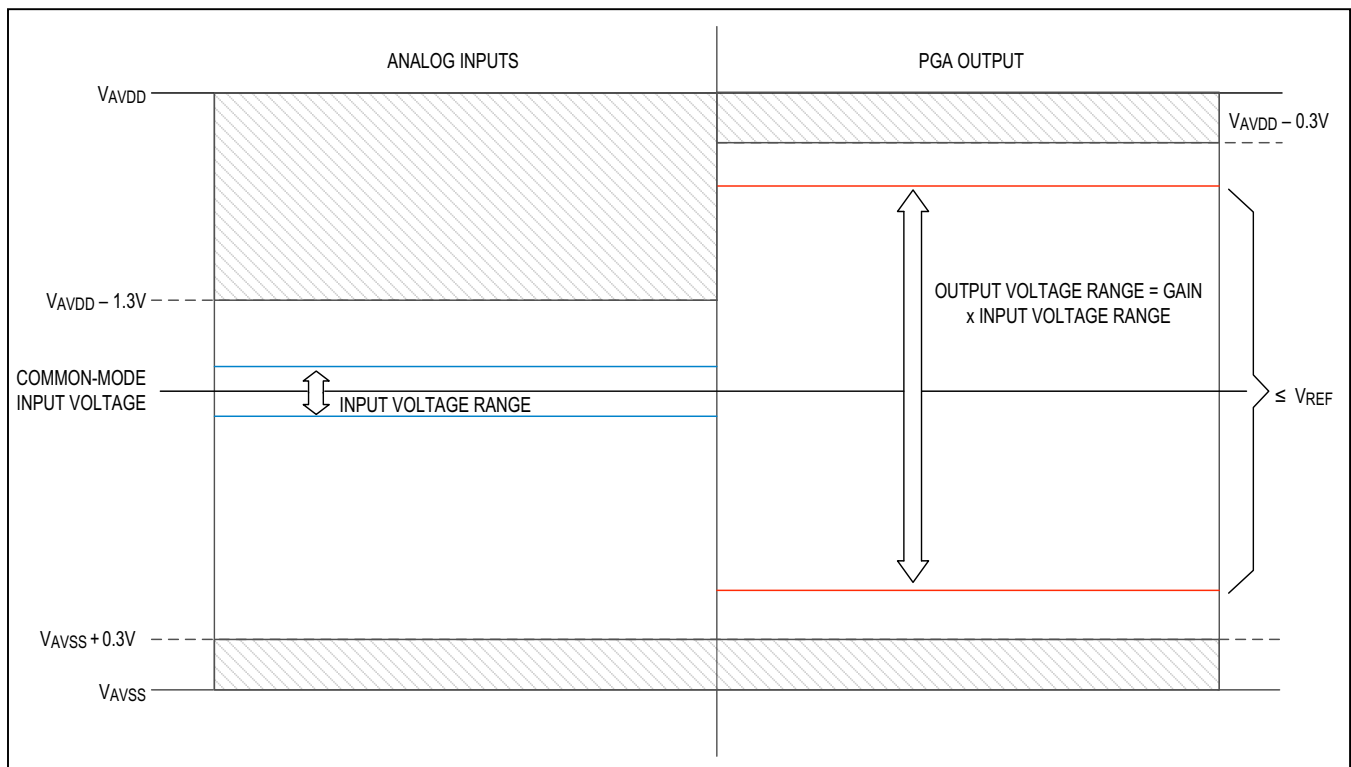 ANALOG INPUTS
PGA OUTPUT
VAVDD
VAVDD – 0.3V
VAVDD – 1.3V
OUTPUT VOLTAGE RANGE = GAIN
x INPUT VOLTAGE RANGE
COMMON-MODE
INPUT VOLTAGE
INPUT VOLTAGE RANGE
≤ VREF
VAVSS + 0.3V
VAVSS